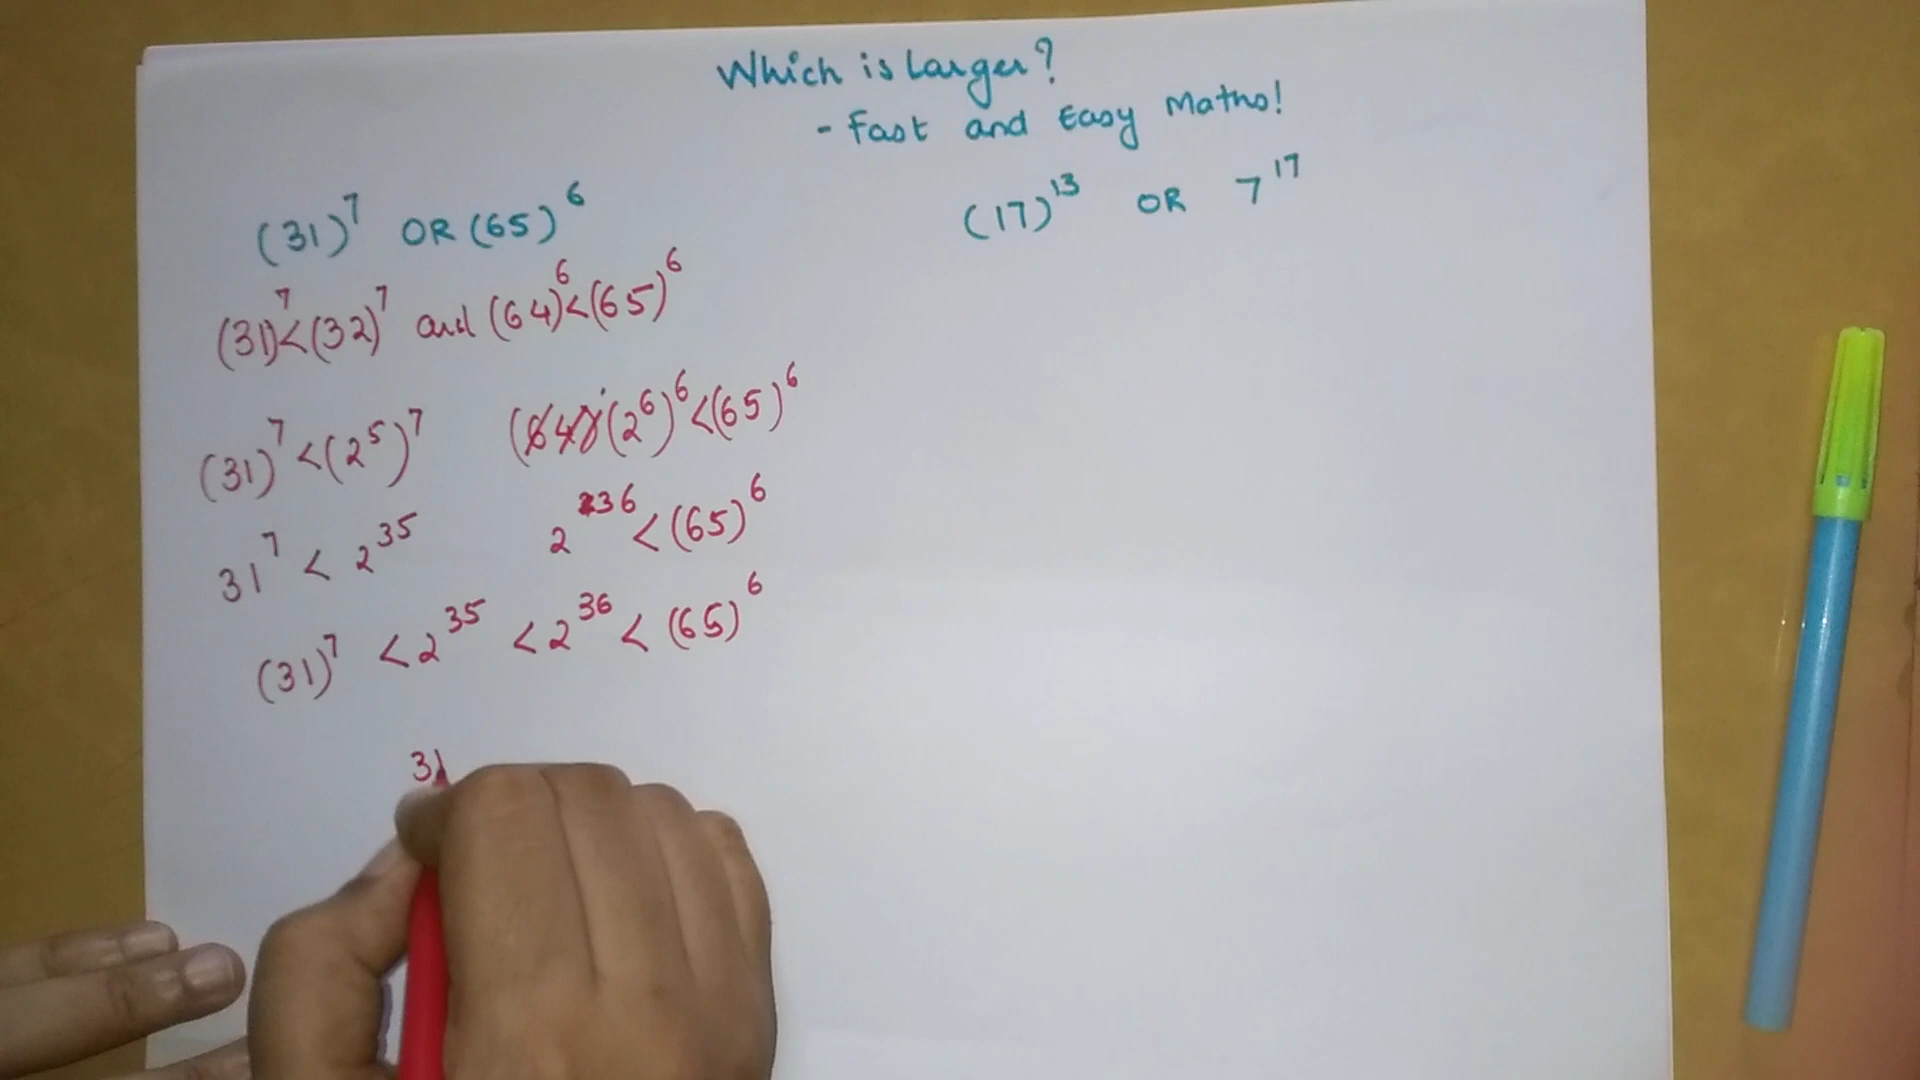 Which is Larger?
- Fast and Easy Maths!
(31)^7 OR (65)^6
(31)^7<(32)^7 and (64)^6<(65)^6
(31)^7 <(2^5)^7 (2^6)^6 <(65)^6
31^7 < 2^35 2^36 < (65)^6
(31)^7 < 2^35 < 2^36 < (65)^6
31
(17)^13 OR 7^17